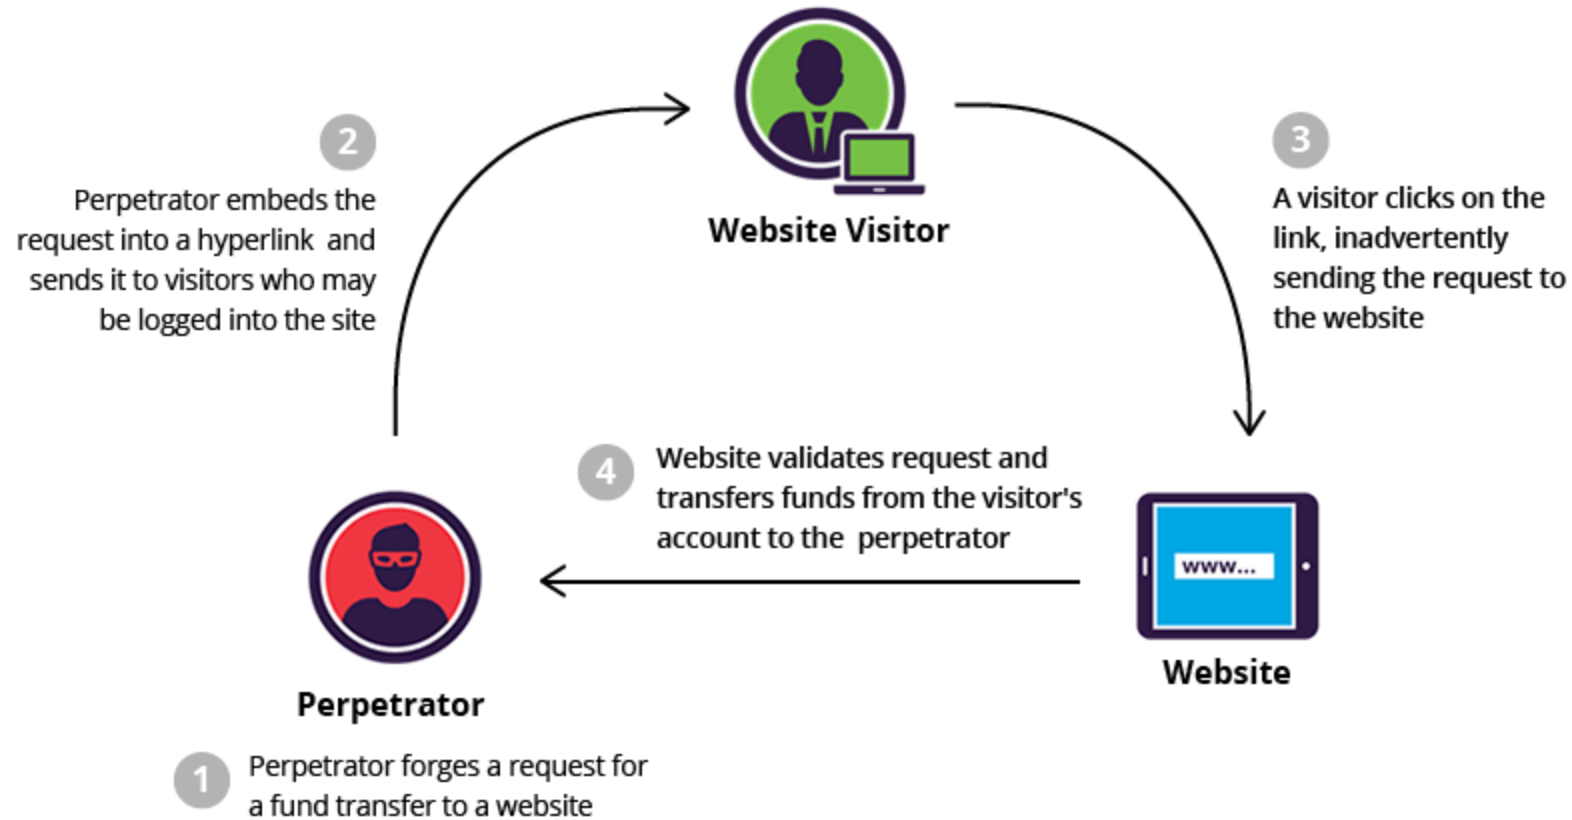 2
Perpetrator embeds the
request into a hyperlink and
sends it to visitors who may
be logged into the site
Website Visitor
3
A visitor clicks on the
link, inadvertently
sending the request to
the website
4
Website validates request and
transfers funds from the visitor's
account to the perpetrator
www...
Website
Perpetrator
1
Perpetrator forges a request for
a fund transfer to a website